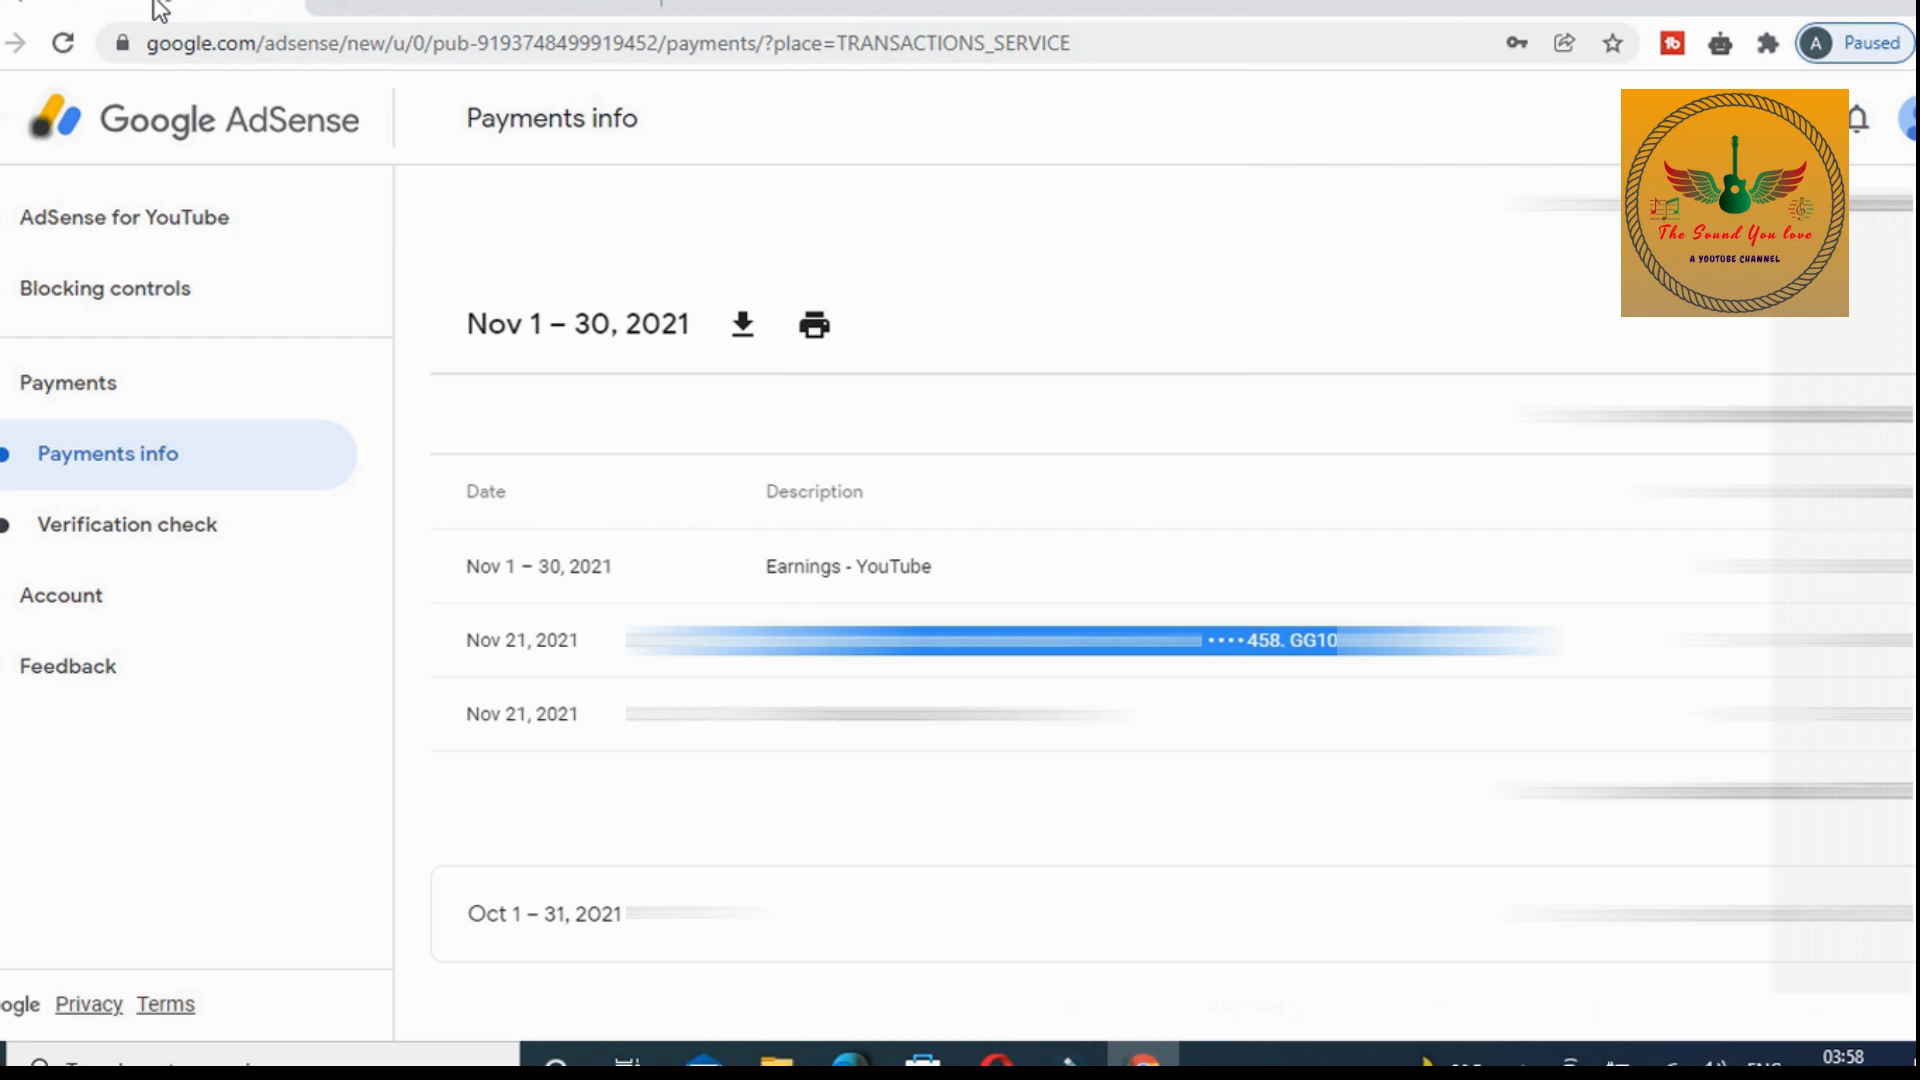 google.com/adsense/new/u/0/pub-9193748499919452/payments/?place=TRANSACTIONS_SERVICE
A Paused
Google AdSense
Payments info
The Sound You love
A YOUTUBE CHANNEL
AdSense for YouTube
Blocking controls
Payments
Payments info
Verification check
Account
Feedback
Nov 1 – 30, 2021
Date Description
Nov 1 – 30, 2021 Earnings - YouTube
Nov 21, 2021 ••••458. GG10
Nov 21, 2021
Oct 1 – 31, 2021
ogle Privacy Terms
03:58